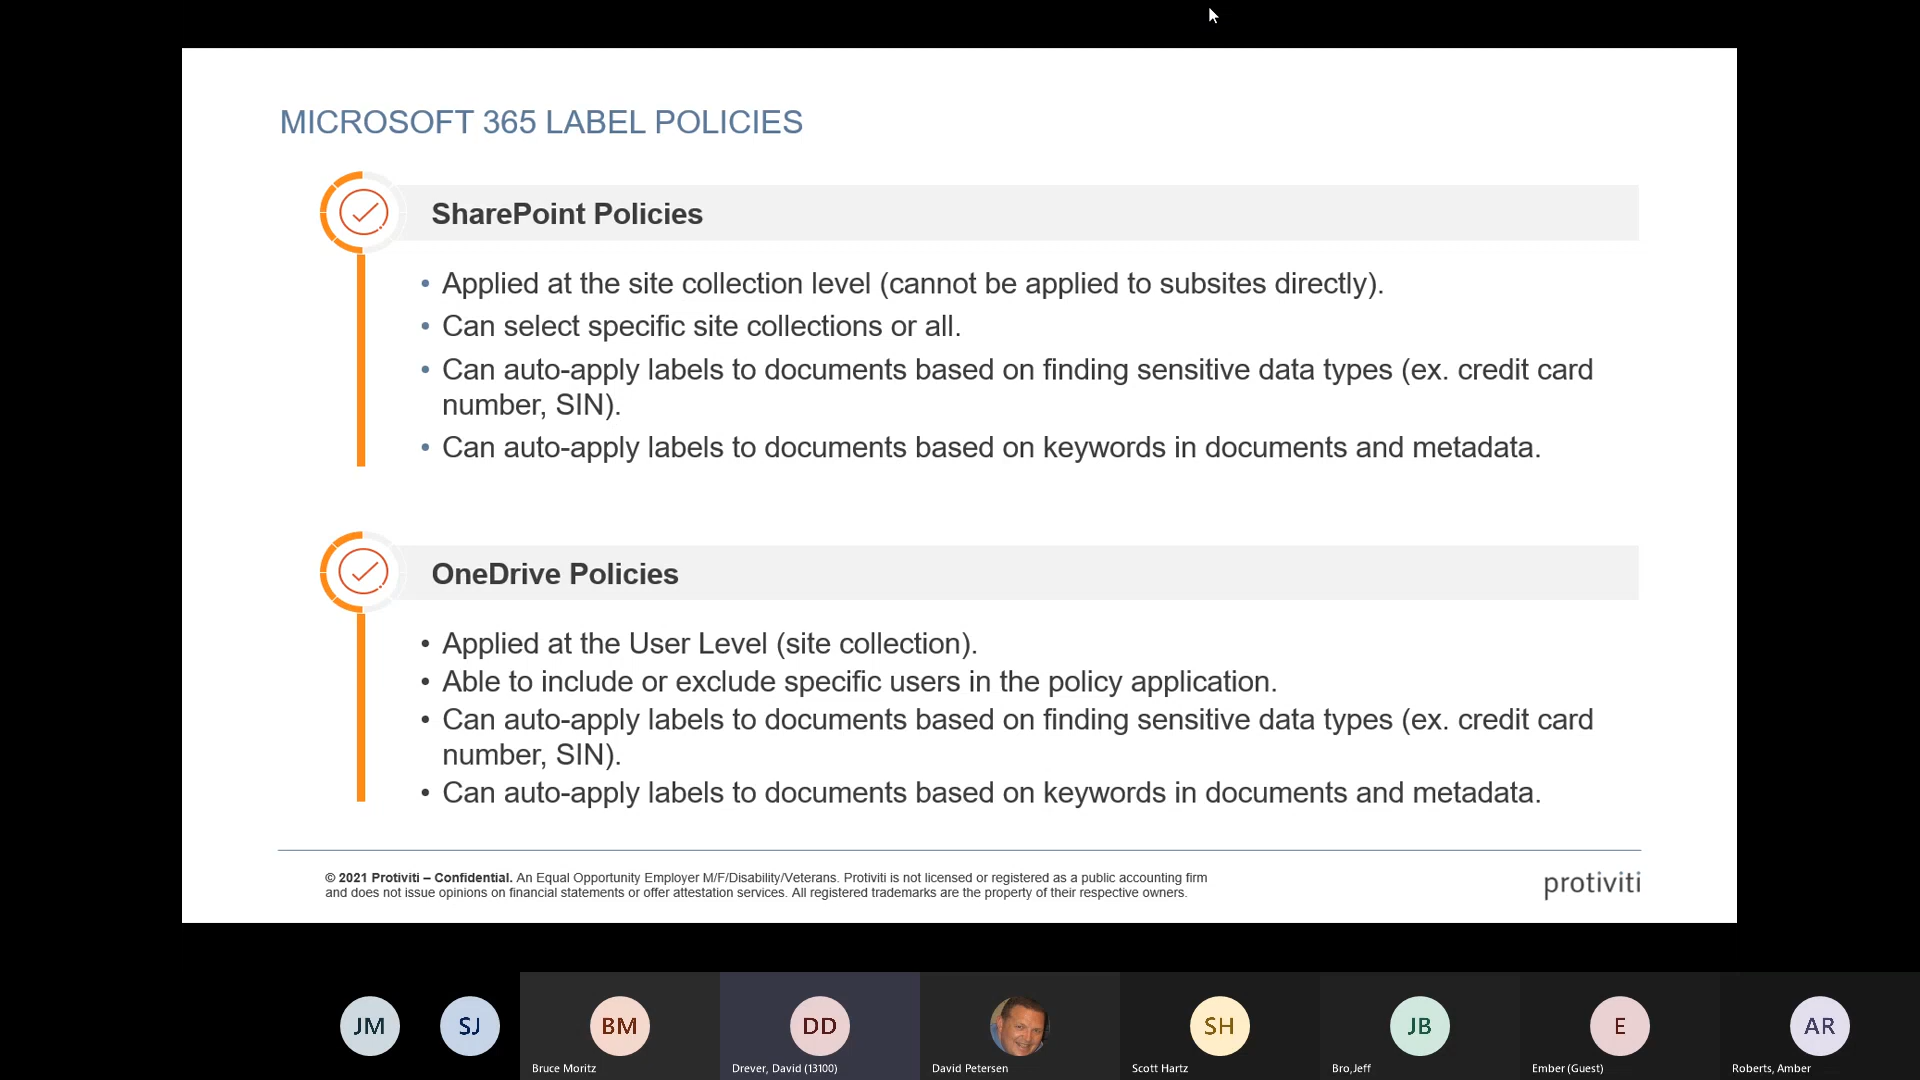 MICROSOFT 365 LABEL POLICIES
SharePoint Policies
• Applied at the site collection level (cannot be applied to subsites directly).
• Can select specific site collections or all.
• Can auto-apply labels to documents based on finding sensitive data types (ex. credit card
number, SIN).
• Can auto-apply labels to documents based on keywords in documents and metadata.
OneDrive Policies
• Applied at the User Level (site collection).
• Able to include or exclude specific users in the policy application.
• Can auto-apply labels to documents based on finding sensitive data types (ex. credit card
number, SIN).
• Can auto-apply labels to documents based on keywords in documents and metadata.
© 2021 Protiviti – Confidential. An Equal Opportunity Employer M/F/Disability/Veterans. Protiviti is not licensed or registered as a public accounting firm
and does not issue opinions on financial statements or offer attestation services. All registered trademarks are the property of their respective owners.
protiviti
JM SJ BM DD SH JB E AR
Bruce Moritz Drever, David (13100) David Petersen Scott Hartz Bro,Jeff Ember (Guest) Roberts, Amber